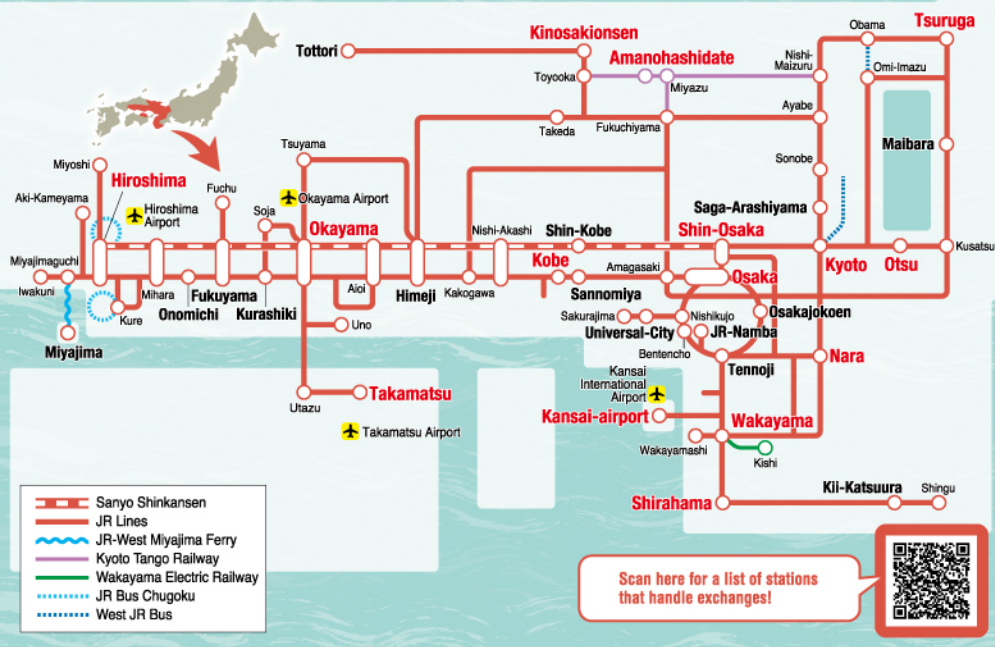 Obama
Tsuruga
Kinosakionsen
Tottori
Amanohashidate
Nishi-
Maizuru
Omi-Imazu
Toyooka
Miyazu
Ayabe
Takeda
Fukuchiyama
Maibara
Tsuyama
Sonobe
Miyoshi
Hiroshima
Fuchu
Okayama Airport
Aki-Kameyama
Hiroshima
Airport
Soja
Saga-Arashiyama
Okayama
Nishi-Akashi
Shin-Kobe
Shin-Osaka
Kusatsu
Miyajimaguchi
Kobe
Amagasaki
Kyoto
Otsu
Osaka
Iwakuni
Mihara
Fukuyama
Aioi
Himeji
Kakogawa
Sannomiya
Onomichi
Kurashiki
Kure
Sakurajima
Nishikujo
Osakajokoen
Uno
Universal-City
JR-Namba
Miyajima
Bentencho
Tennoji
Nara
Kansai
International
Airport
Utazu
Takamatsu
Kansai-airport
Wakayama
Takamatsu Airport
Wakayamashi
Kishi
Shirahama
Kii-Katsuura
Shingu
Sanyo Shinkansen
JR Lines
JR-West Miyajima Ferry
Kyoto Tango Railway
Wakayama Electric Railway
JR Bus Chugoku
West JR Bus
Scan here for a list of stations
that handle exchanges!